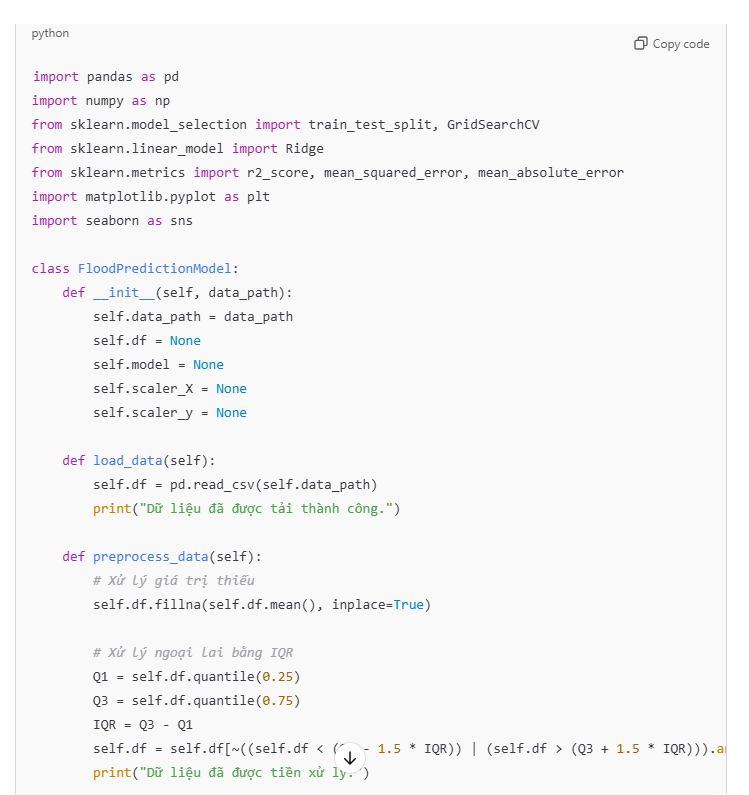 python
Copy code
import pandas as pd
import numpy as np
from sklearn.model_selection import train_test_split, GridSearchCV
from sklearn.linear_model import Ridge
from sklearn.metrics import r2_score, mean_squared_error, mean_absolute_error
import matplotlib.pyplot as plt
import seaborn as sns

class FloodPredictionModel:
    def __init__(self, data_path):
        self.data_path = data_path
        self.df = None
        self.model = None
        self.scaler_X = None
        self.scaler_y = None

    def load_data(self):
        self.df = pd.read_csv(self.data_path)
        print("Dữ liệu đã được tải thành công.")

    def preprocess_data(self):
        # Xử lý giá trị thiếu
        self.df.fillna(self.df.mean(), inplace=True)

        # Xử lý ngoại lai bằng IQR
        Q1 = self.df.quantile(0.25)
        Q3 = self.df.quantile(0.75)
        IQR = Q3 - Q1
        self.df = self.df[~((self.df < ( - 1.5 * IQR)) | (self.df > (Q3 + 1.5 * IQR))).
        print("Dữ liệu đã được tiền xử lý.")